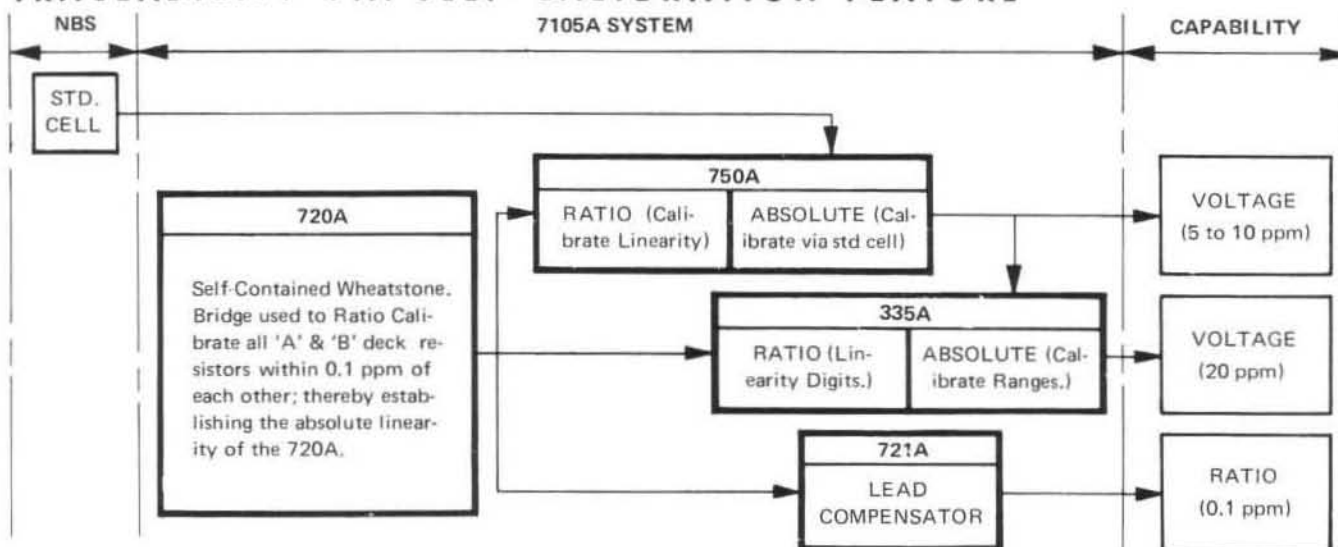 NBS
7105A SYSTEM
CAPABILITY
STD.
CELL
750A
RATIO (Cali-
brate Linearity)
ABSOLUTE (Cal-
ibrate via std cell)
VOLTAGE
(5 to 10 ppm)
720A
Self-Contained Wheatstone.
Bridge used to Ratio Cali-
brate all 'A' & 'B' deck re-
sistors within 0.1 ppm of
each other; thereby estab-
lishing the absolute linear-
ity of the 720A.
335A
RATIO (Lin-
earity Digits.)
ABSOLUTE (Cal-
ibrate Ranges.)
VOLTAGE
(20 ppm)
721A
LEAD
COMPENSATOR
RATIO
(0.1 ppm)